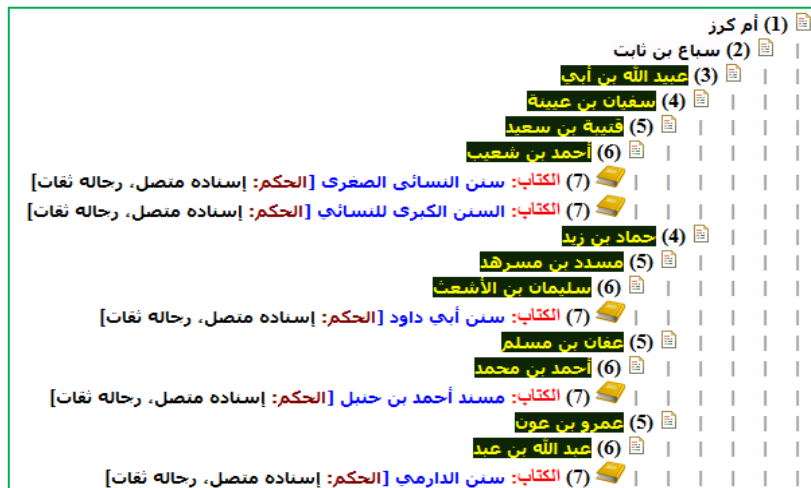 (1) أم كرز
(2) سباع بن ثابت
(3) عبيد الله بن أبي
(4) سفيان بن عيينة
(5) قتيبة بن سعيد
(6) أحمد بن شعيب
(7) الكتاب: سنن النسائى الصغرى [الحكم: إسناده متصل، رجاله ثقات]
(7) الكتاب: السنن الكبرى للنسائي [الحكم: إسناده متصل، رجاله ثقات]
(4) حماد بن زيد
(5) مسدد بن مسرهد
(6) سليمان بن الأشعث
(7) الكتاب: سنن أبي داود [الحكم: إسناده متصل، رجاله ثقات]
(5) عفان بن مسلم
(6) أحمد بن محمد
(7) الكتاب: مسند أحمد بن حنبل [الحكم: إسناده متصل، رجاله ثقات]
(5) عمرو بن عون
(6) عبد الله بن عبد
(7) الكتاب: سنن الدارمي [الحكم: إسناده متصل، رجاله ثقات]